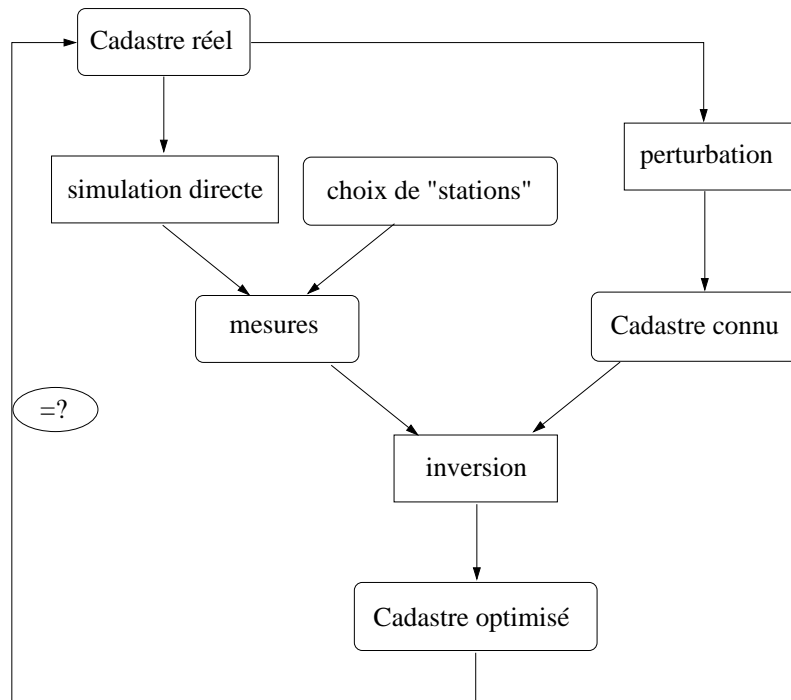 Cadastre réel
perturbation
simulation directe
choix de "stations"
mesures
Cadastre connu
=?
inversion
Cadastre optimisé